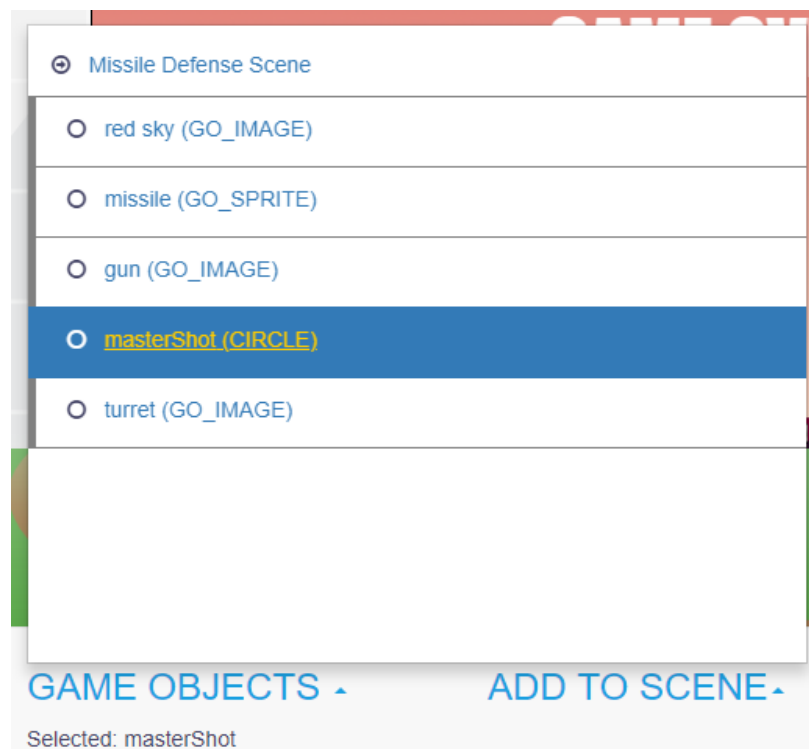 Missile Defense Scene
red sky (GO_IMAGE)
missile (GO_SPRITE)
gun (GO_IMAGE)
masterShot (CIRCLE)
turret (GO_IMAGE)
GAME OBJECTS
ADD TO SCENE
Selected: masterShot